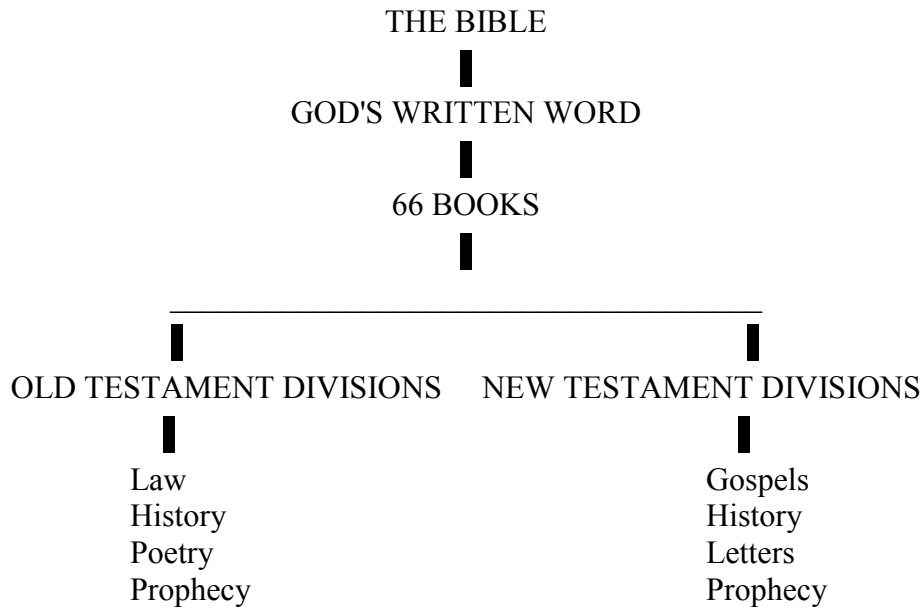 THE BIBLE
GOD'S WRITTEN WORD
66 BOOKS
OLD TESTAMENT DIVISIONS NEW TESTAMENT DIVISIONS
Law Gospels
History History
Poetry Letters
Prophecy Prophecy